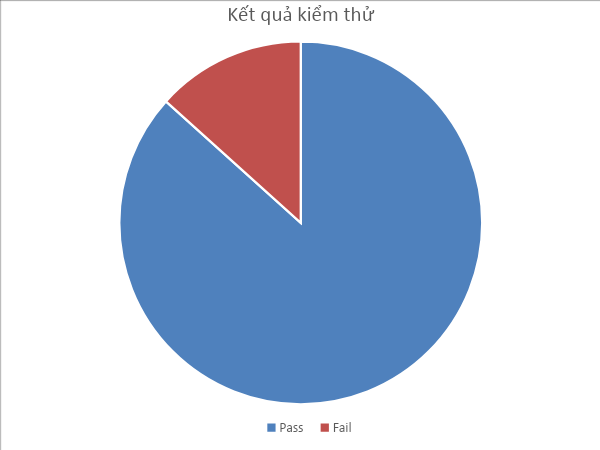 Kết quả kiểm thử
Pass Fail